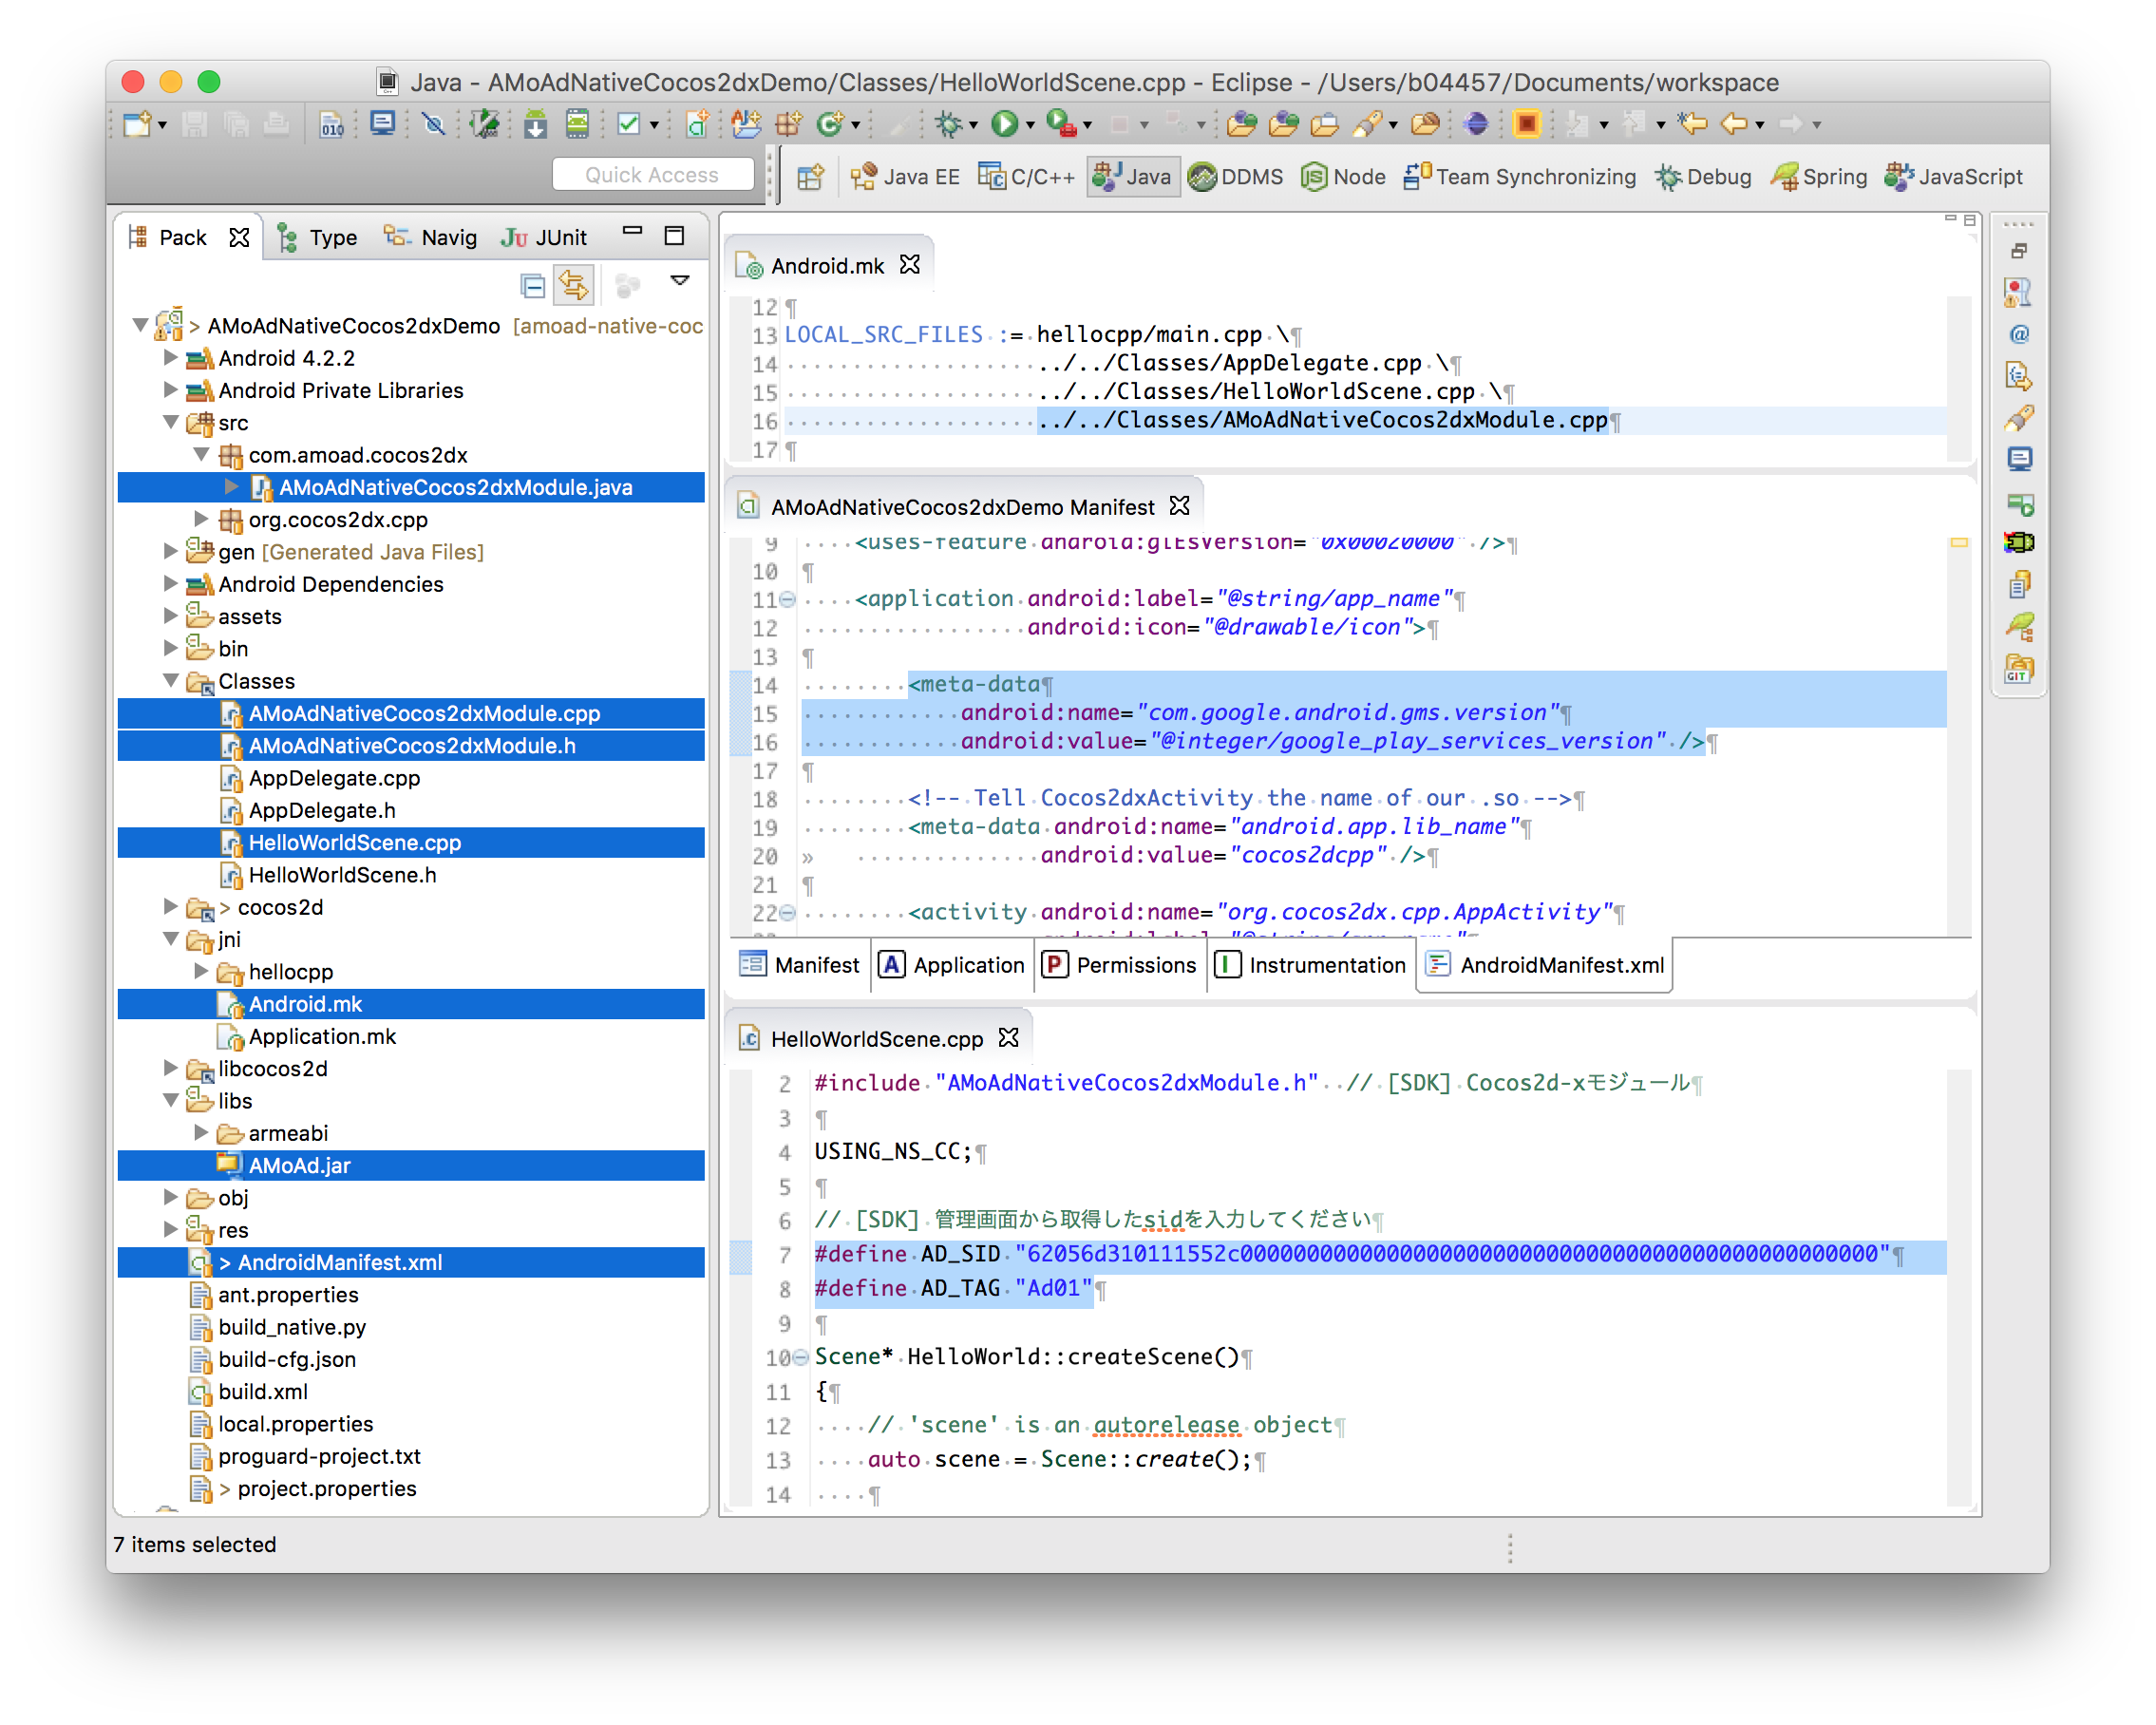 Java - AMoAdNativeCocos2dxDemo/Classes/HelloWorldScene.cpp - Eclipse - /Users/b04457/Documents/workspace
Quick Access
Java EE
C/C++
Java
DDMS
Node
Team Synchronizing
Debug
Spring
JavaScript
Pack
Type
Navig
JUnit
> AMoAdNativeCocos2dxDemo [amoad-native-coc
Android 4.2.2
Android Private Libraries
src
com.amoad.cocos2dx
AMoAdNativeCocos2dxModule.java
org.cocos2dx.cpp
gen [Generated Java Files]
Android Dependencies
assets
bin
Classes
AMoAdNativeCocos2dxModule.cpp
AMoAdNativeCocos2dxModule.h
AppDelegate.cpp
AppDelegate.h
HelloWorldScene.cpp
HelloWorldScene.h
> cocos2d
jni
hellocpp
Android.mk
Application.mk
libcocos2d
libs
armeabi
AMoAd.jar
obj
res
> AndroidManifest.xml
ant.properties
build_native.py
build-cfg.json
build.xml
local.properties
proguard-project.txt
> project.properties
7 items selected
Android.mk
12
13 LOCAL_SRC_FILES := hellocpp/main.cpp \
14 ../../Classes/AppDelegate.cpp \
15 ../../Classes/HelloWorldScene.cpp \
16 ../../Classes/AMoAdNativeCocos2dxModule.cpp
17
AMoAdNativeCocos2dxDemo Manifest
9 <uses-feature android:glEsVersion="0x00020000" />
10
11 <application android:label="@string/app_name"
12 android:icon="@drawable/icon">
13
14 <meta-data
15 android:name="com.google.android.gms.version"
16 android:value="@integer/google_play_services_version" />
17
18 <!-- Tell Cocos2dxActivity the name of our .so -->
19 <meta-data android:name="android.app.lib_name"
20 android:value="cocos2dcpp" />
21
22 <activity android:name="org.cocos2dx.cpp.AppActivity"
Manifest
Application
Permissions
Instrumentation
AndroidManifest.xml
HelloWorldScene.cpp
2 #include "AMoAdNativeCocos2dxModule.h" // [SDK] Cocos2d-xモジュール
3
4 USING_NS_CC;
5
6 // [SDK] 管理画面から取得したsidを入力してください
7 #define AD_SID "62056d310111552c000000000000000000000000000000000000000000000000"
8 #define AD_TAG "Ad01"
9
10 Scene* HelloWorld::createScene()
11 {
12 // 'scene' is an autorelease object
13 auto scene = Scene::create();
14